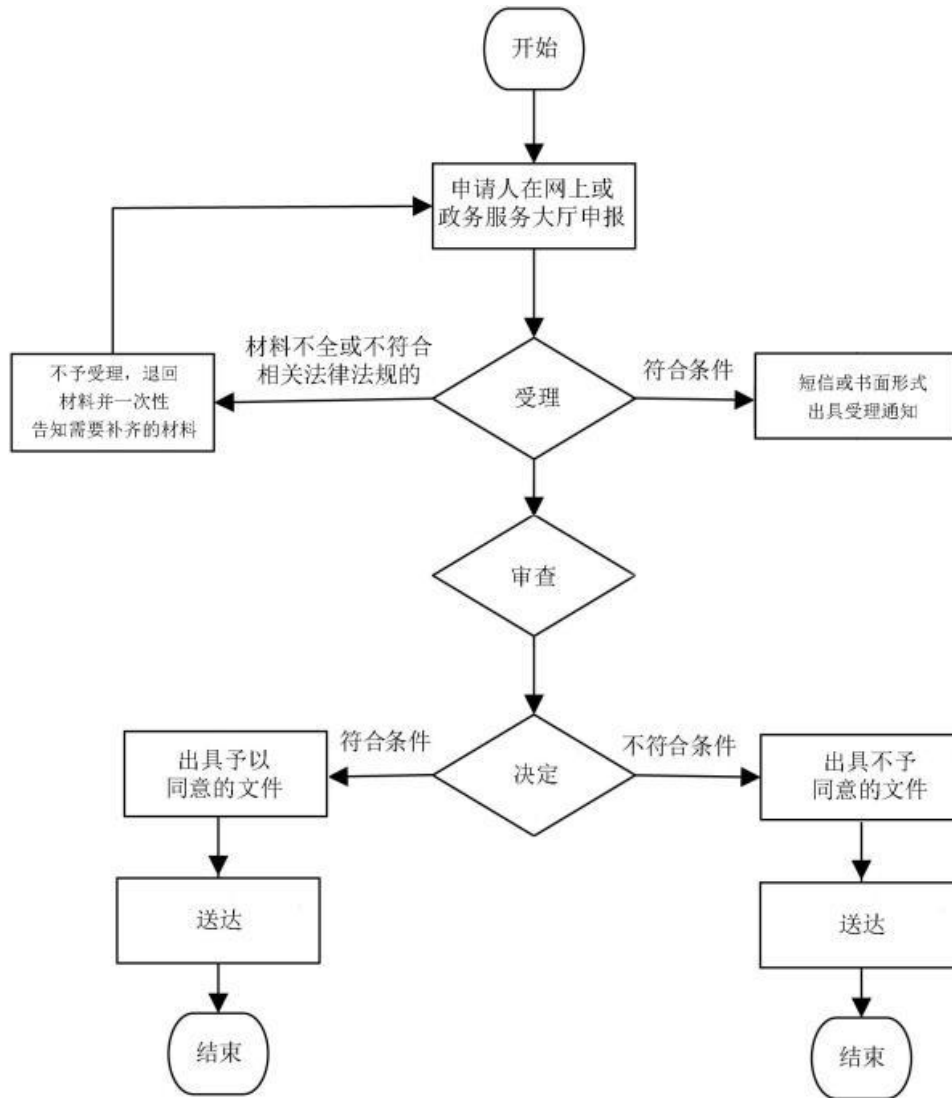 开始
申请人在网上或
政务服务大厅申报
材料不全或不符合
相关法律法规的
符合条件
不予受理，退回
材料并一次性
告知需要补齐的材料
受理
短信或书面形式
出具受理通知
审查
符合条件
不符合条件
决定
出具予以
同意的文件
出具不予
同意的文件
送达
送达
结束
结束